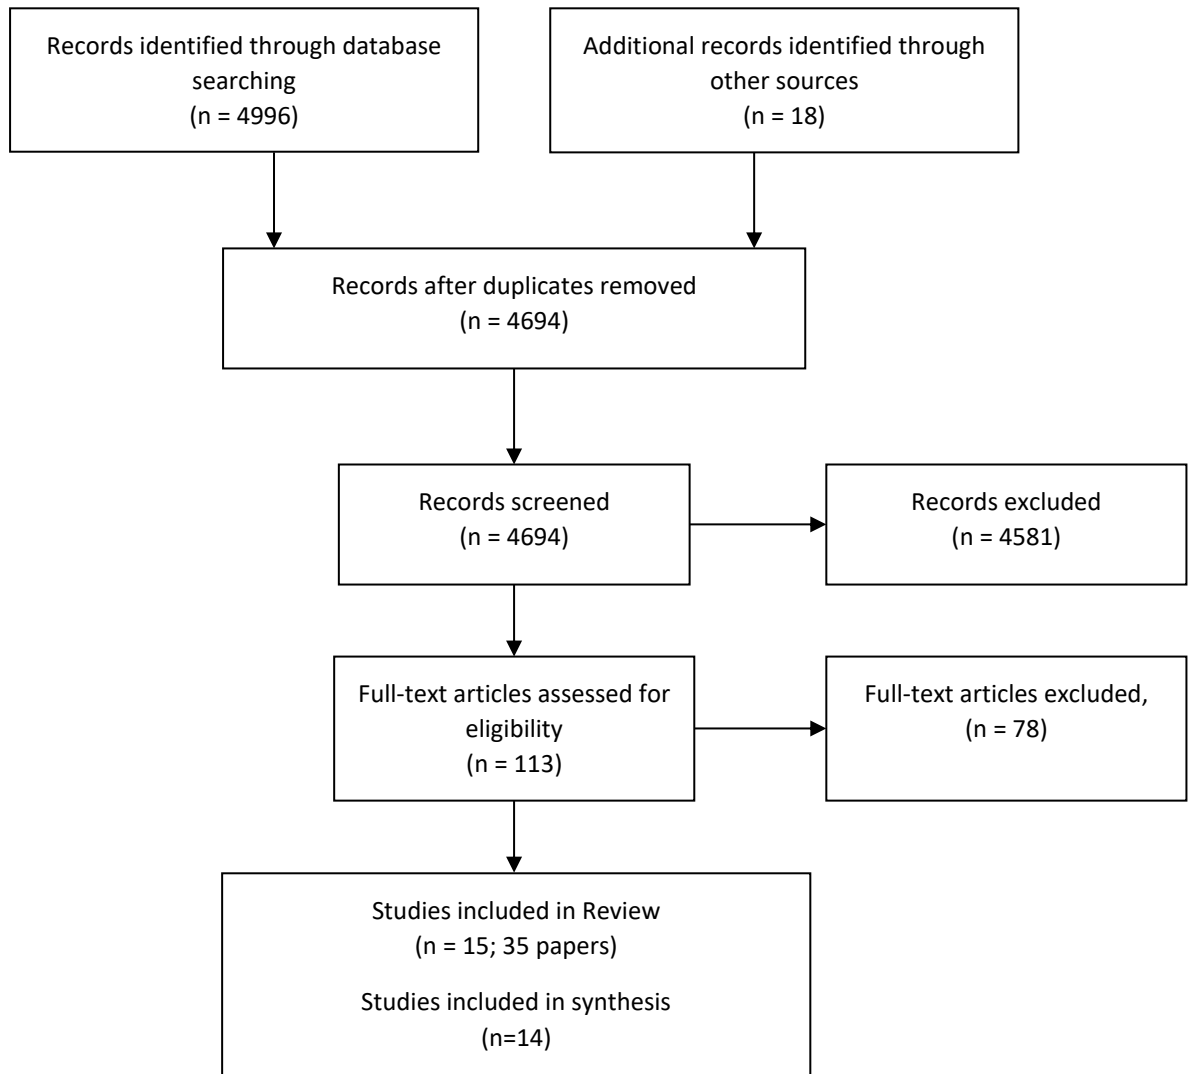 Records identified through database
searching
(n = 4996)
Additional records identified through
other sources
(n = 18)
Records after duplicates removed
(n = 4694)
Records screened
(n = 4694)
Records excluded
(n = 4581)
Full-text articles assessed for
eligibility
(n = 113)
Full-text articles excluded,
(n = 78)
Studies included in Review
(n = 15; 35 papers)
Studies included in synthesis
(n=14)